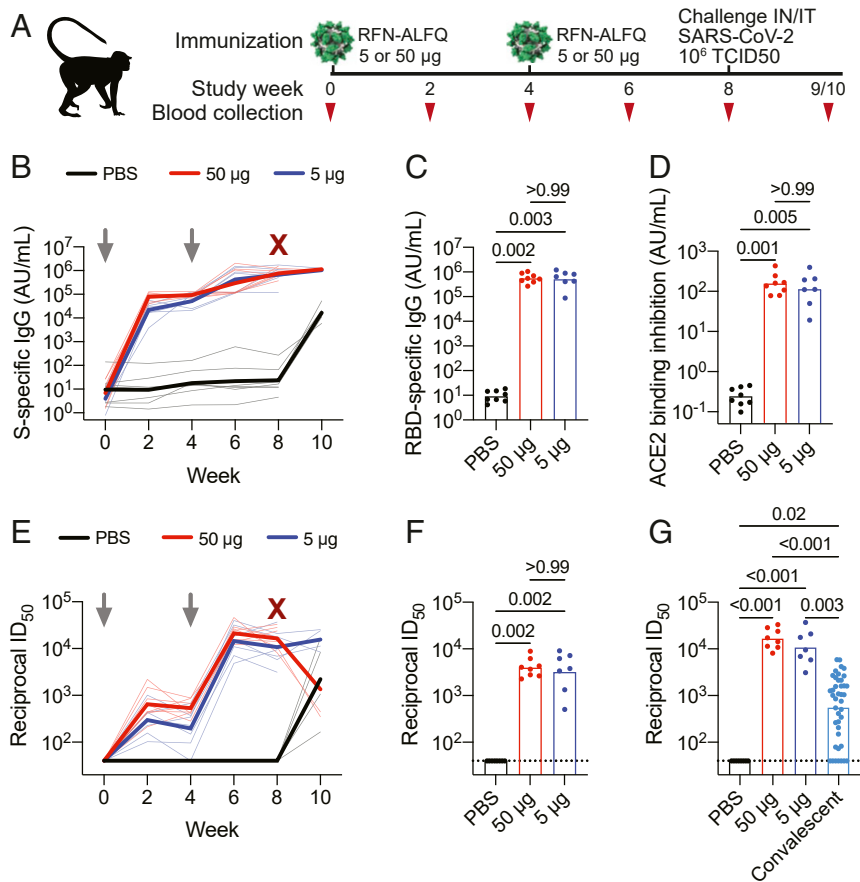 A
Immunization
RFN-ALFQ
5 or 50 µg
RFN-ALFQ
5 or 50 µg
Challenge IN/IT
SARS-CoV-2
10⁶ TCID50
Study week
0 2 4 6 8 9/10
Blood collection
B
PBS 50 µg 5 µg
S-specific IgG (AU/mL)
10⁷
10⁶
10⁵
10⁴
10³
10²
10¹
10⁰
X
0 2 4 6 8 10
Week
C
RBD-specific IgG (AU/mL)
>0.99
0.003
0.002
10⁷
10⁶
10⁵
10⁴
10³
10²
10¹
10⁰
PBS
50 µg
5 µg
D
ACE2 binding inhibition (AU/mL)
>0.99
0.005
0.001
10³
10²
10¹
10⁻⁰
10⁻¹
PBS
50 µg
5 µg
E
PBS 50 µg 5 µg
Reciprocal ID₅₀
10⁵
10⁴
10³
10²
X
0 2 4 6 8 10
Week
F
Reciprocal ID₅₀
>0.99
0.002
0.002
10⁵
10⁴
10³
10²
PBS
50 µg
5 µg
G
Reciprocal ID₅₀
0.02
<0.001
<0.001
<0.001 0.003
10⁵
10⁴
10³
10²
PBS
50 µg
5 µg
Convalescent